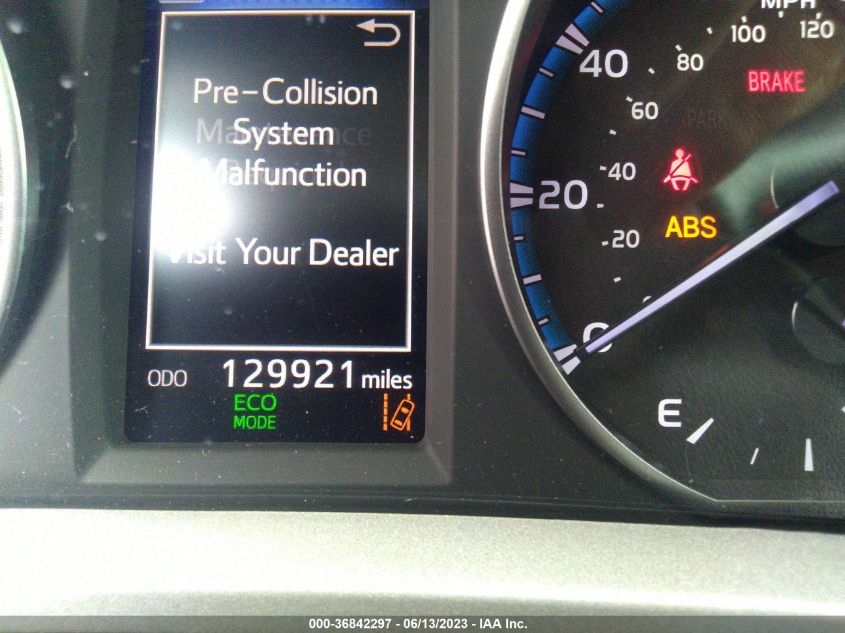 Pre-Collision
System
Maintenance
Malfunction
Visit Your Dealer
ODO 129921 miles
ECO
MODE
MPH
120
100
80
60
40
20
40
20
0
BRAKE
PARK
ABS
E
000-36842297 - 06/13/2023 - IAA Inc.